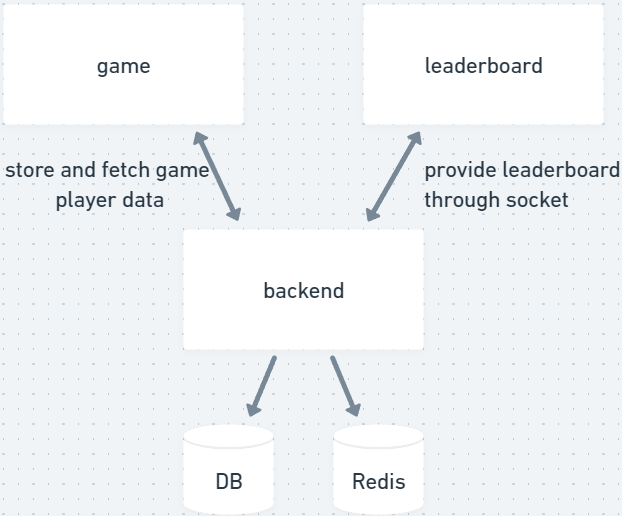 game
leaderboard
store and fetch game
player data
provide leaderboard
through socket
backend
DB
Redis